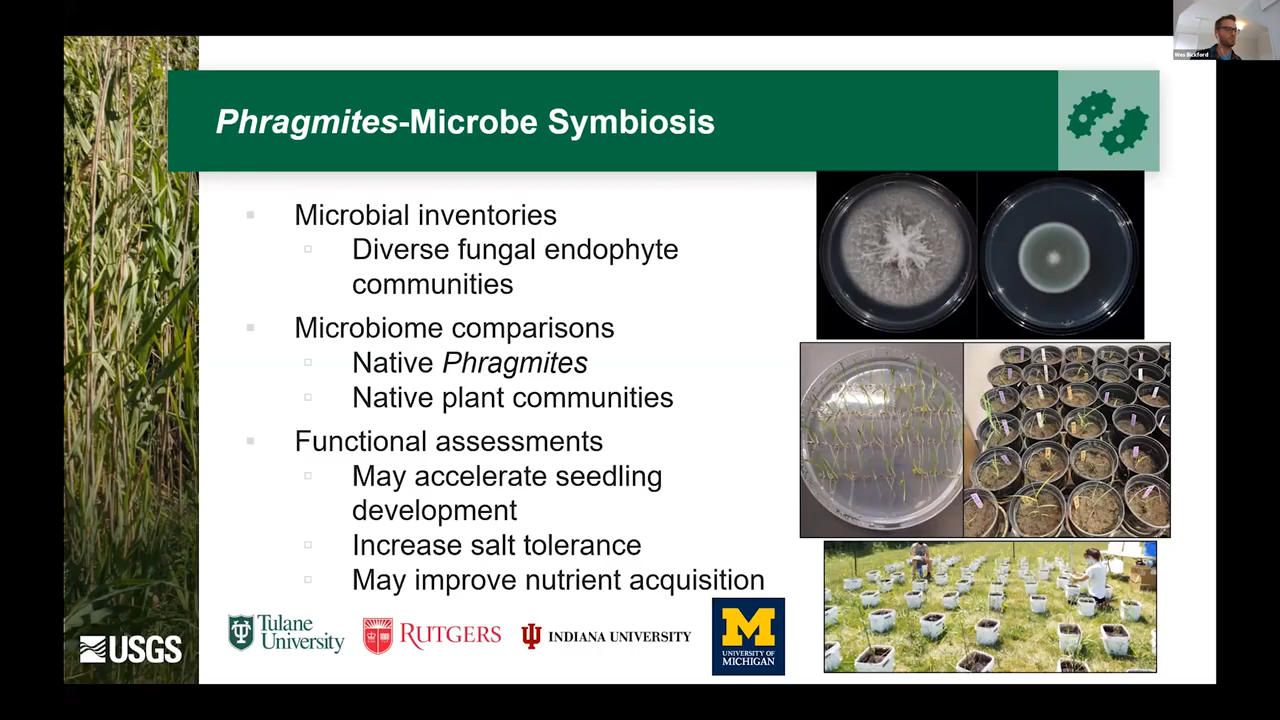 Wes Bickford
Phragmites-Microbe Symbiosis
Microbial inventories
Diverse fungal endophyte
communities
Microbiome comparisons
Native Phragmites
Native plant communities
Functional assessments
May accelerate seedling
development
Increase salt tolerance
May improve nutrient acquisition
USGS
Tulane
University
RUTGERS
INDIANA UNIVERSITY
M
UNIVERSITY OF
MICHIGAN